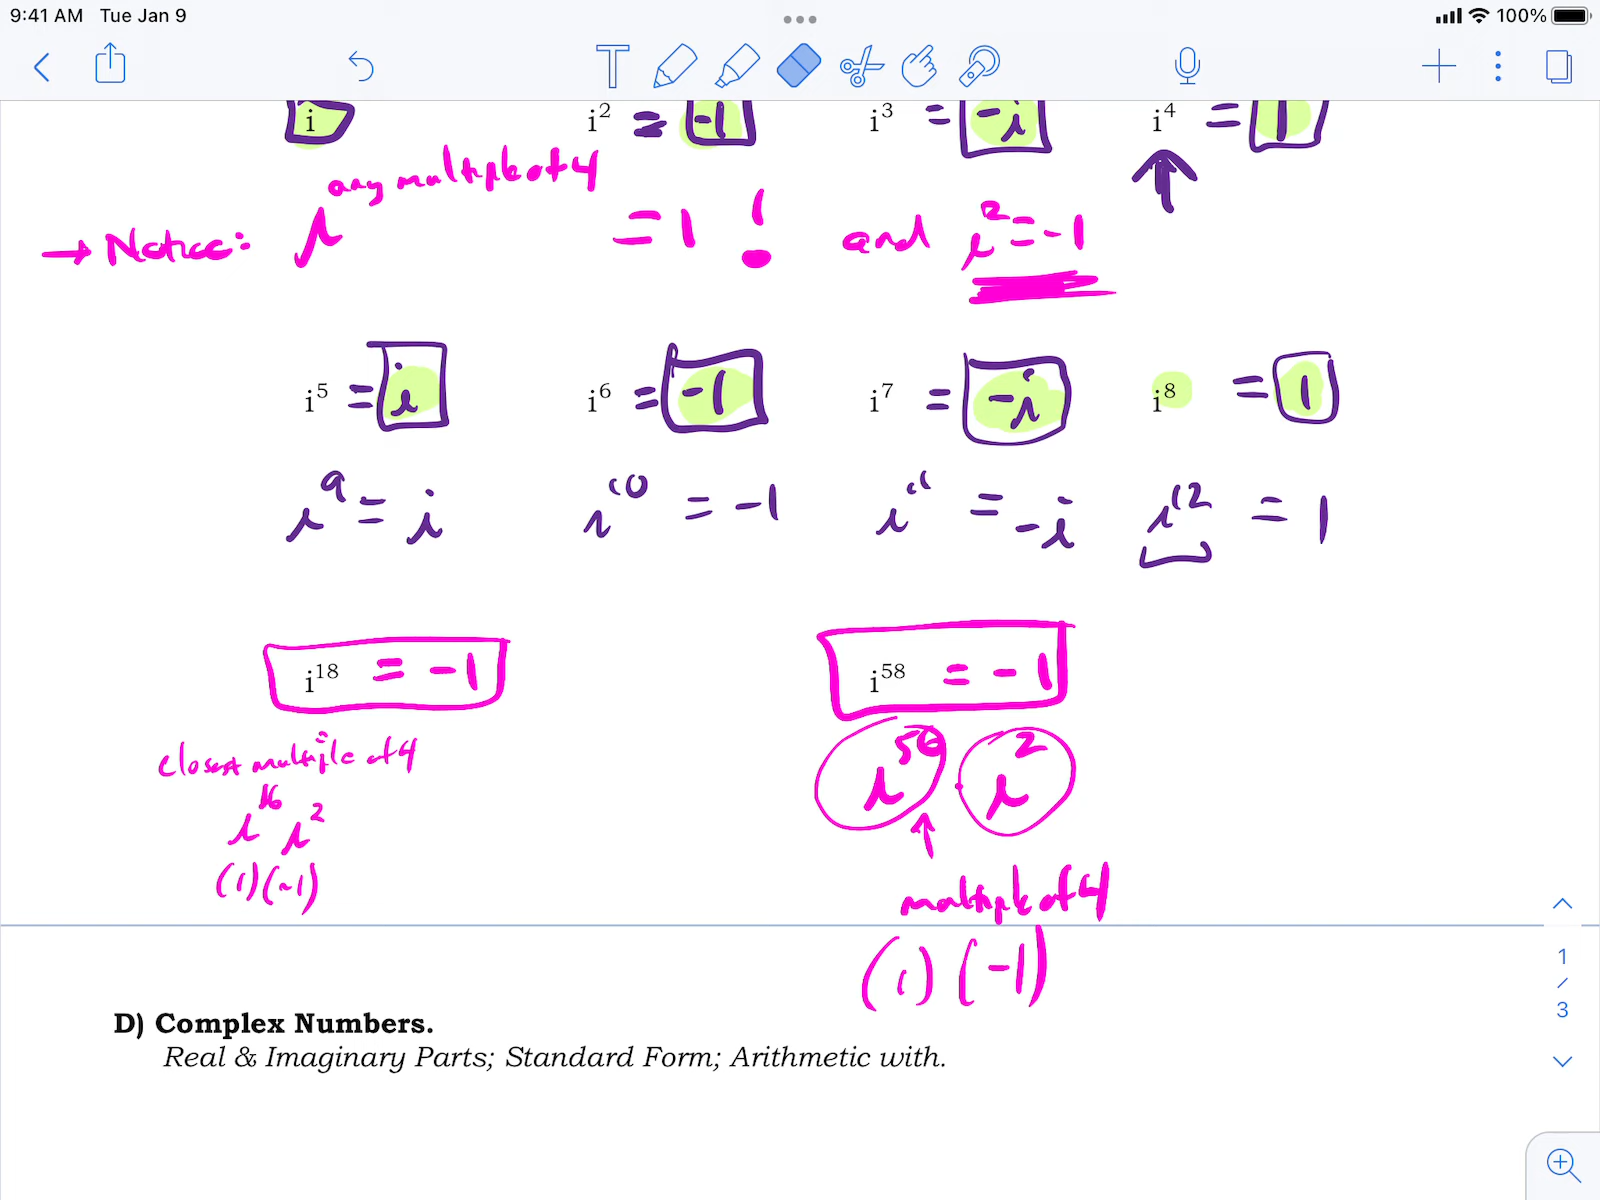 9:41 AM Tue Jan 9 100%
T
i i² = -1 i³ = -i i⁴ = 1
→ Notice: i^any multiple of 4 = 1 ! and i² = -1
i⁵ = i i⁶ = -1 i⁷ = -i i⁸ = 1
i⁹ = i i¹⁰ = -1 i¹¹ = -i i¹² = 1
i¹⁸ = -1 i⁵⁸ = -1
closest multiple of 4 i⁵⁶ · i²
i¹⁶ i²
(1)(-1) multiple of 4
(1)(-1)
1
/
3
D) Complex Numbers.
Real & Imaginary Parts; Standard Form; Arithmetic with.